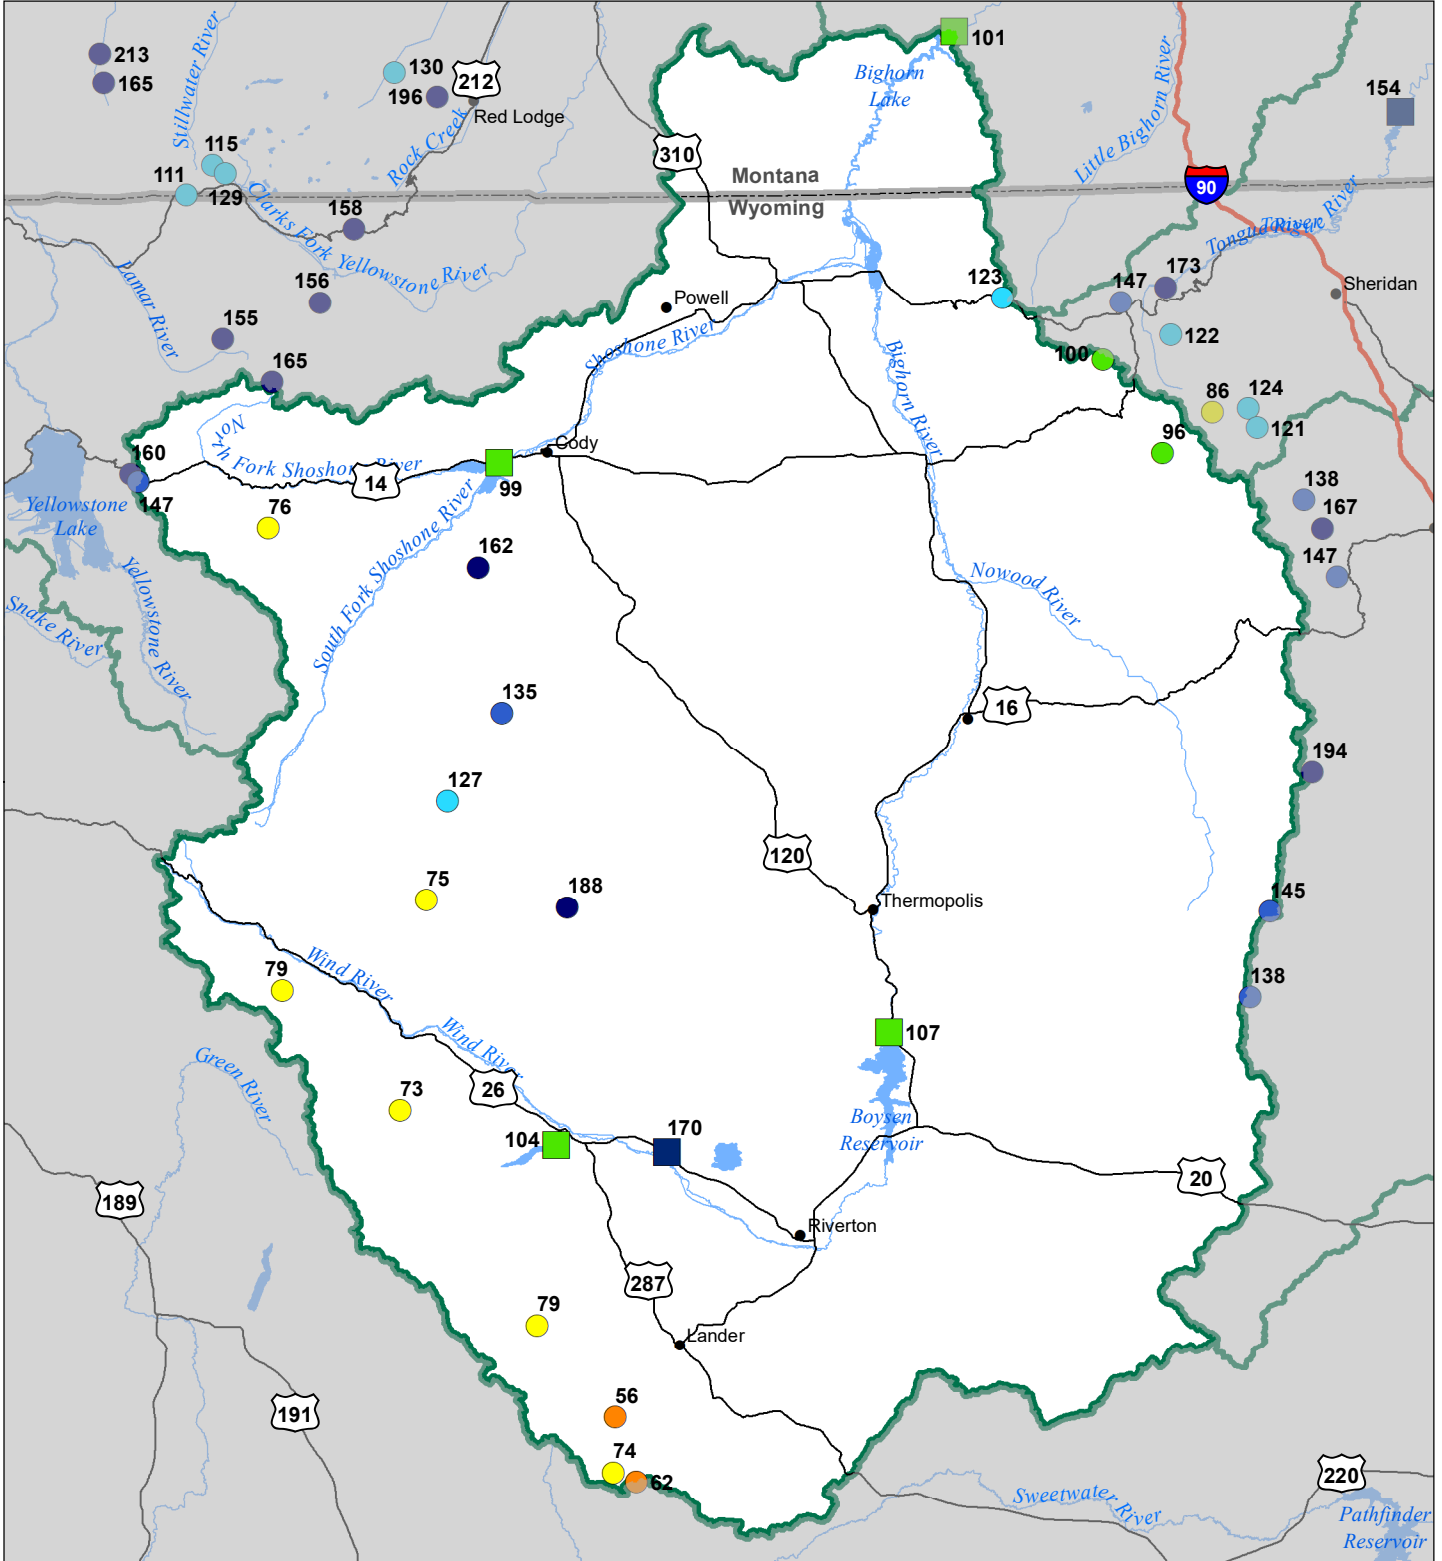 213
165
Stillwater River
130
196
212
Red Lodge
Rock Creek
101
Bighorn
Lake
Little Bighorn River
154
115
111
129
310
Montana
Wyoming
90
Clarks Fork Yellowstone River
158
156
155
165
Lamar River
Powell
Shoshone River
123
147
173
Tongue River
Sheridan
122
100
Bighorn River
86
124
121
96
160
147
North Fork Shoshone River
14
Cody
99
76
Yellowstone
Lake
162
South Fork Shoshone River
138
167
147
Nowood River
Yellowstone River
Snake River
135
16
127
194
120
75
188
Thermopolis
145
79
Wind River
138
Wind River
107
Green River
73
26
Boysen
Reservoir
104
170
20
189
Riverton
287
79
Lander
191
56
74
62
220
Sweetwater River
Pathfinder
Reservoir